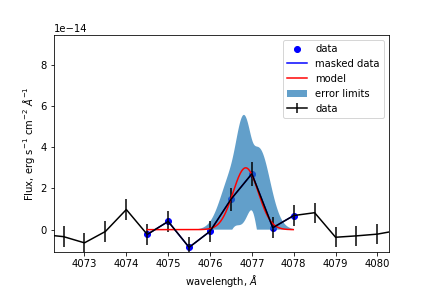 1e−14
data
masked data
model
error limits
data
8
6
4
2
0
Flux, erg s⁻¹ cm⁻² Å⁻¹
4073 4074 4075 4076 4077 4078 4079 4080
wavelength, Å